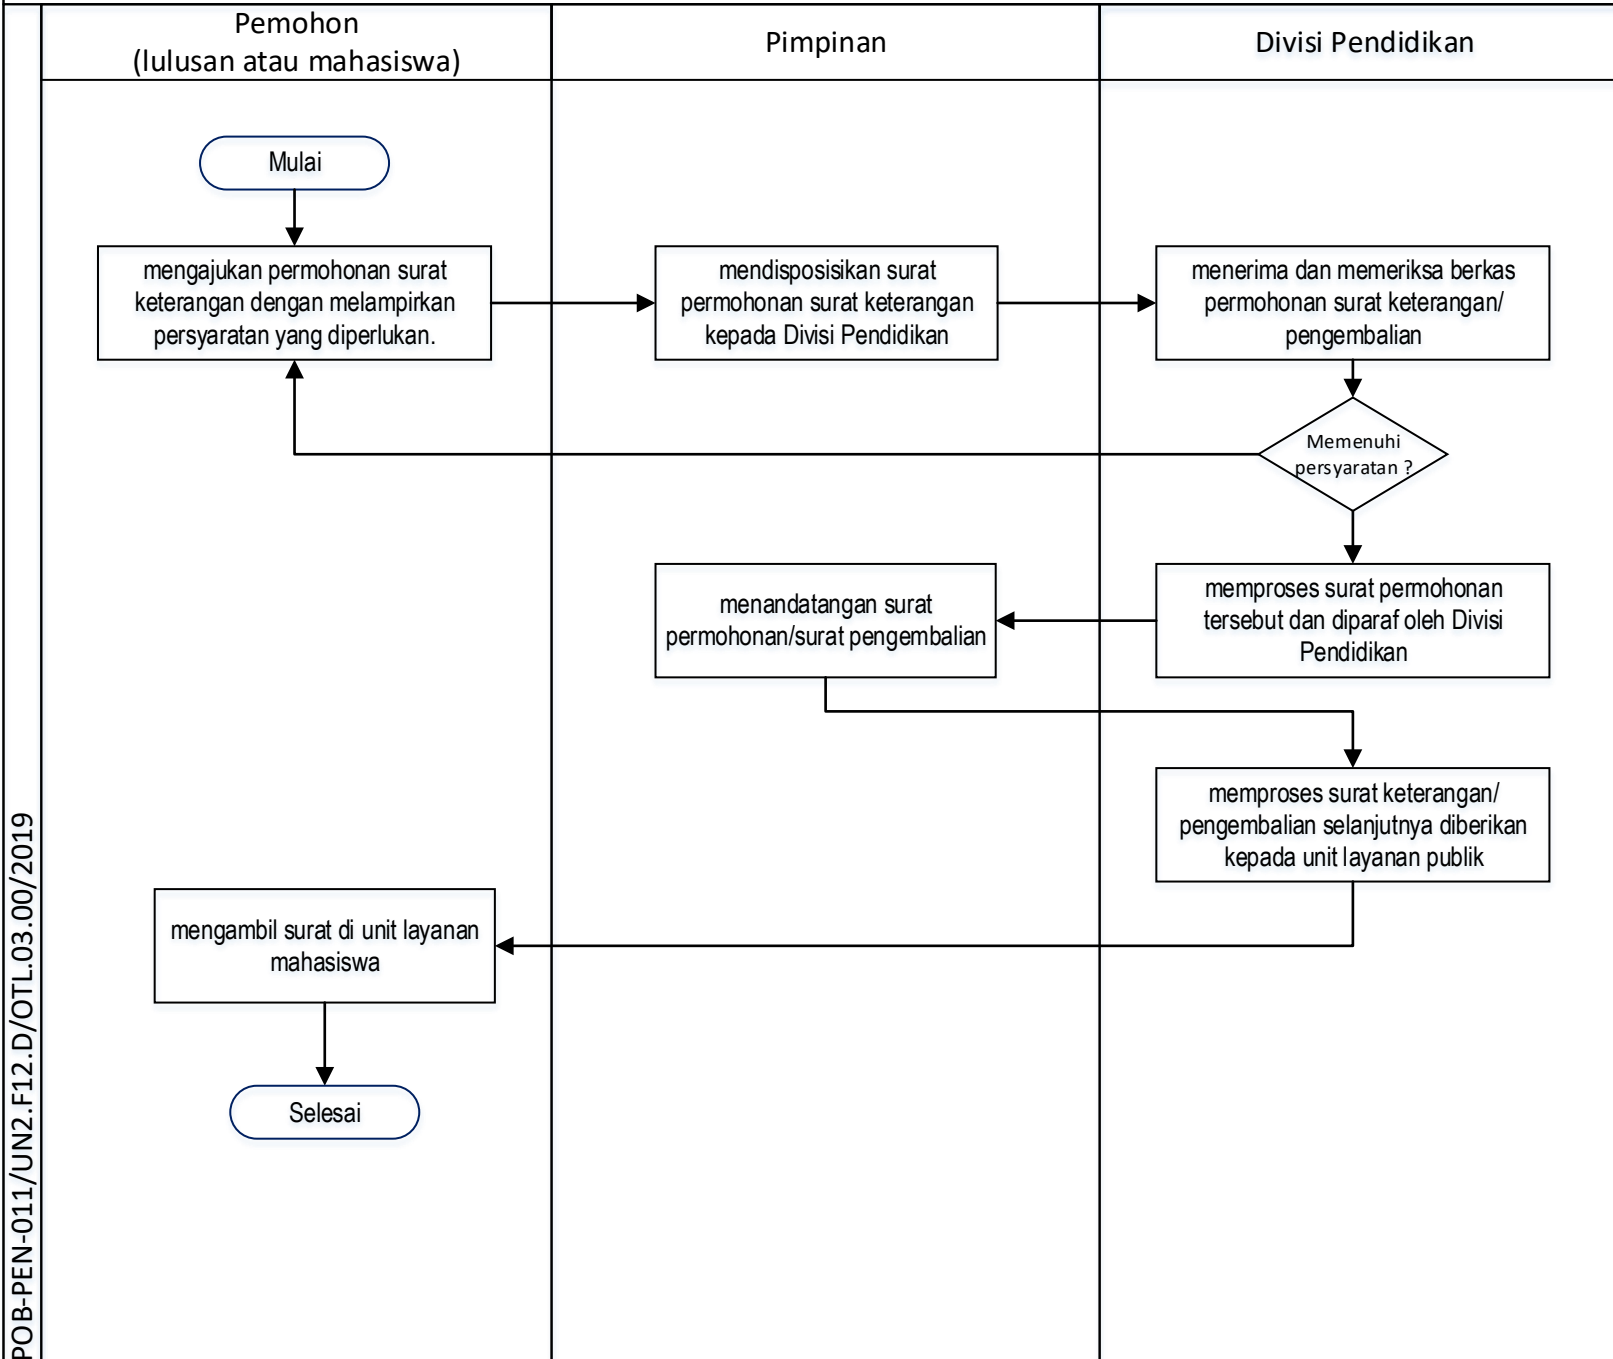 Pemohon
(lulusan atau mahasiswa)
Pimpinan
Divisi Pendidikan
Mulai
mengajukan permohonan surat
keterangan dengan melampirkan
persyaratan yang diperlukan.
mendisposisikan surat
permohonan surat keterangan
kepada Divisi Pendidikan
menerima dan memeriksa berkas
permohonan surat keterangan/
pengembalian
Memenuhi
persyaratan ?
memproses surat permohonan
tersebut dan diparaf oleh Divisi
Pendidikan
menandatangan surat
permohonan/surat pengembalian
memproses surat keterangan/
pengembalian selanjutnya diberikan
kepada unit layanan publik
mengambil surat di unit layanan
mahasiswa
Selesai
POB-PEN-011/UN2.F12.D/OTL.03.00/2019